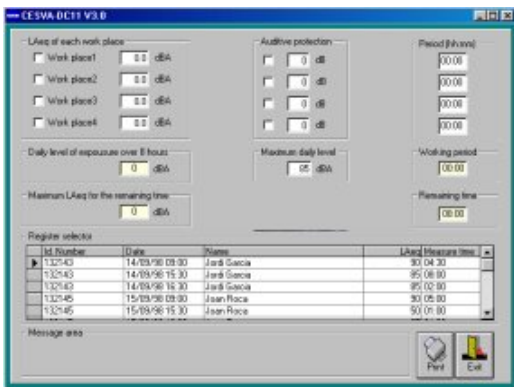 CESVA-DC11 V3.0
LAeq of each work place
Auditive protection
Period (hh:mm)
Work place1 0.0 dBA 0 dB 00:00
Work place2 0.0 dBA 0 dB 00:00
Work place3 0.0 dBA 0 dB 00:00
Work place4 0.0 dBA 0 dB 00:00
Daily level of expousure over 8 hours
Maximum daily level
Working period
0 dBA 85 dBA 00:00
Maximum LAeq for the remaining time
Remaining time
0 dBA 00:00
Register selector
Id. Number Date Name LAeq Measure time
132143 14/09/98 09:00 Jordi Garcia 90 04:30
132143 14/09/98 15:30 Jordi Garcia 85 08:00
132143 14/09/98 16:30 Jordi Garcia 85 02:00
132145 15/09/98 09:00 Joan Roca 90 05:00
132145 15/09/98 15:30 Joan Roca 50 01:00
Message area
Print Exit